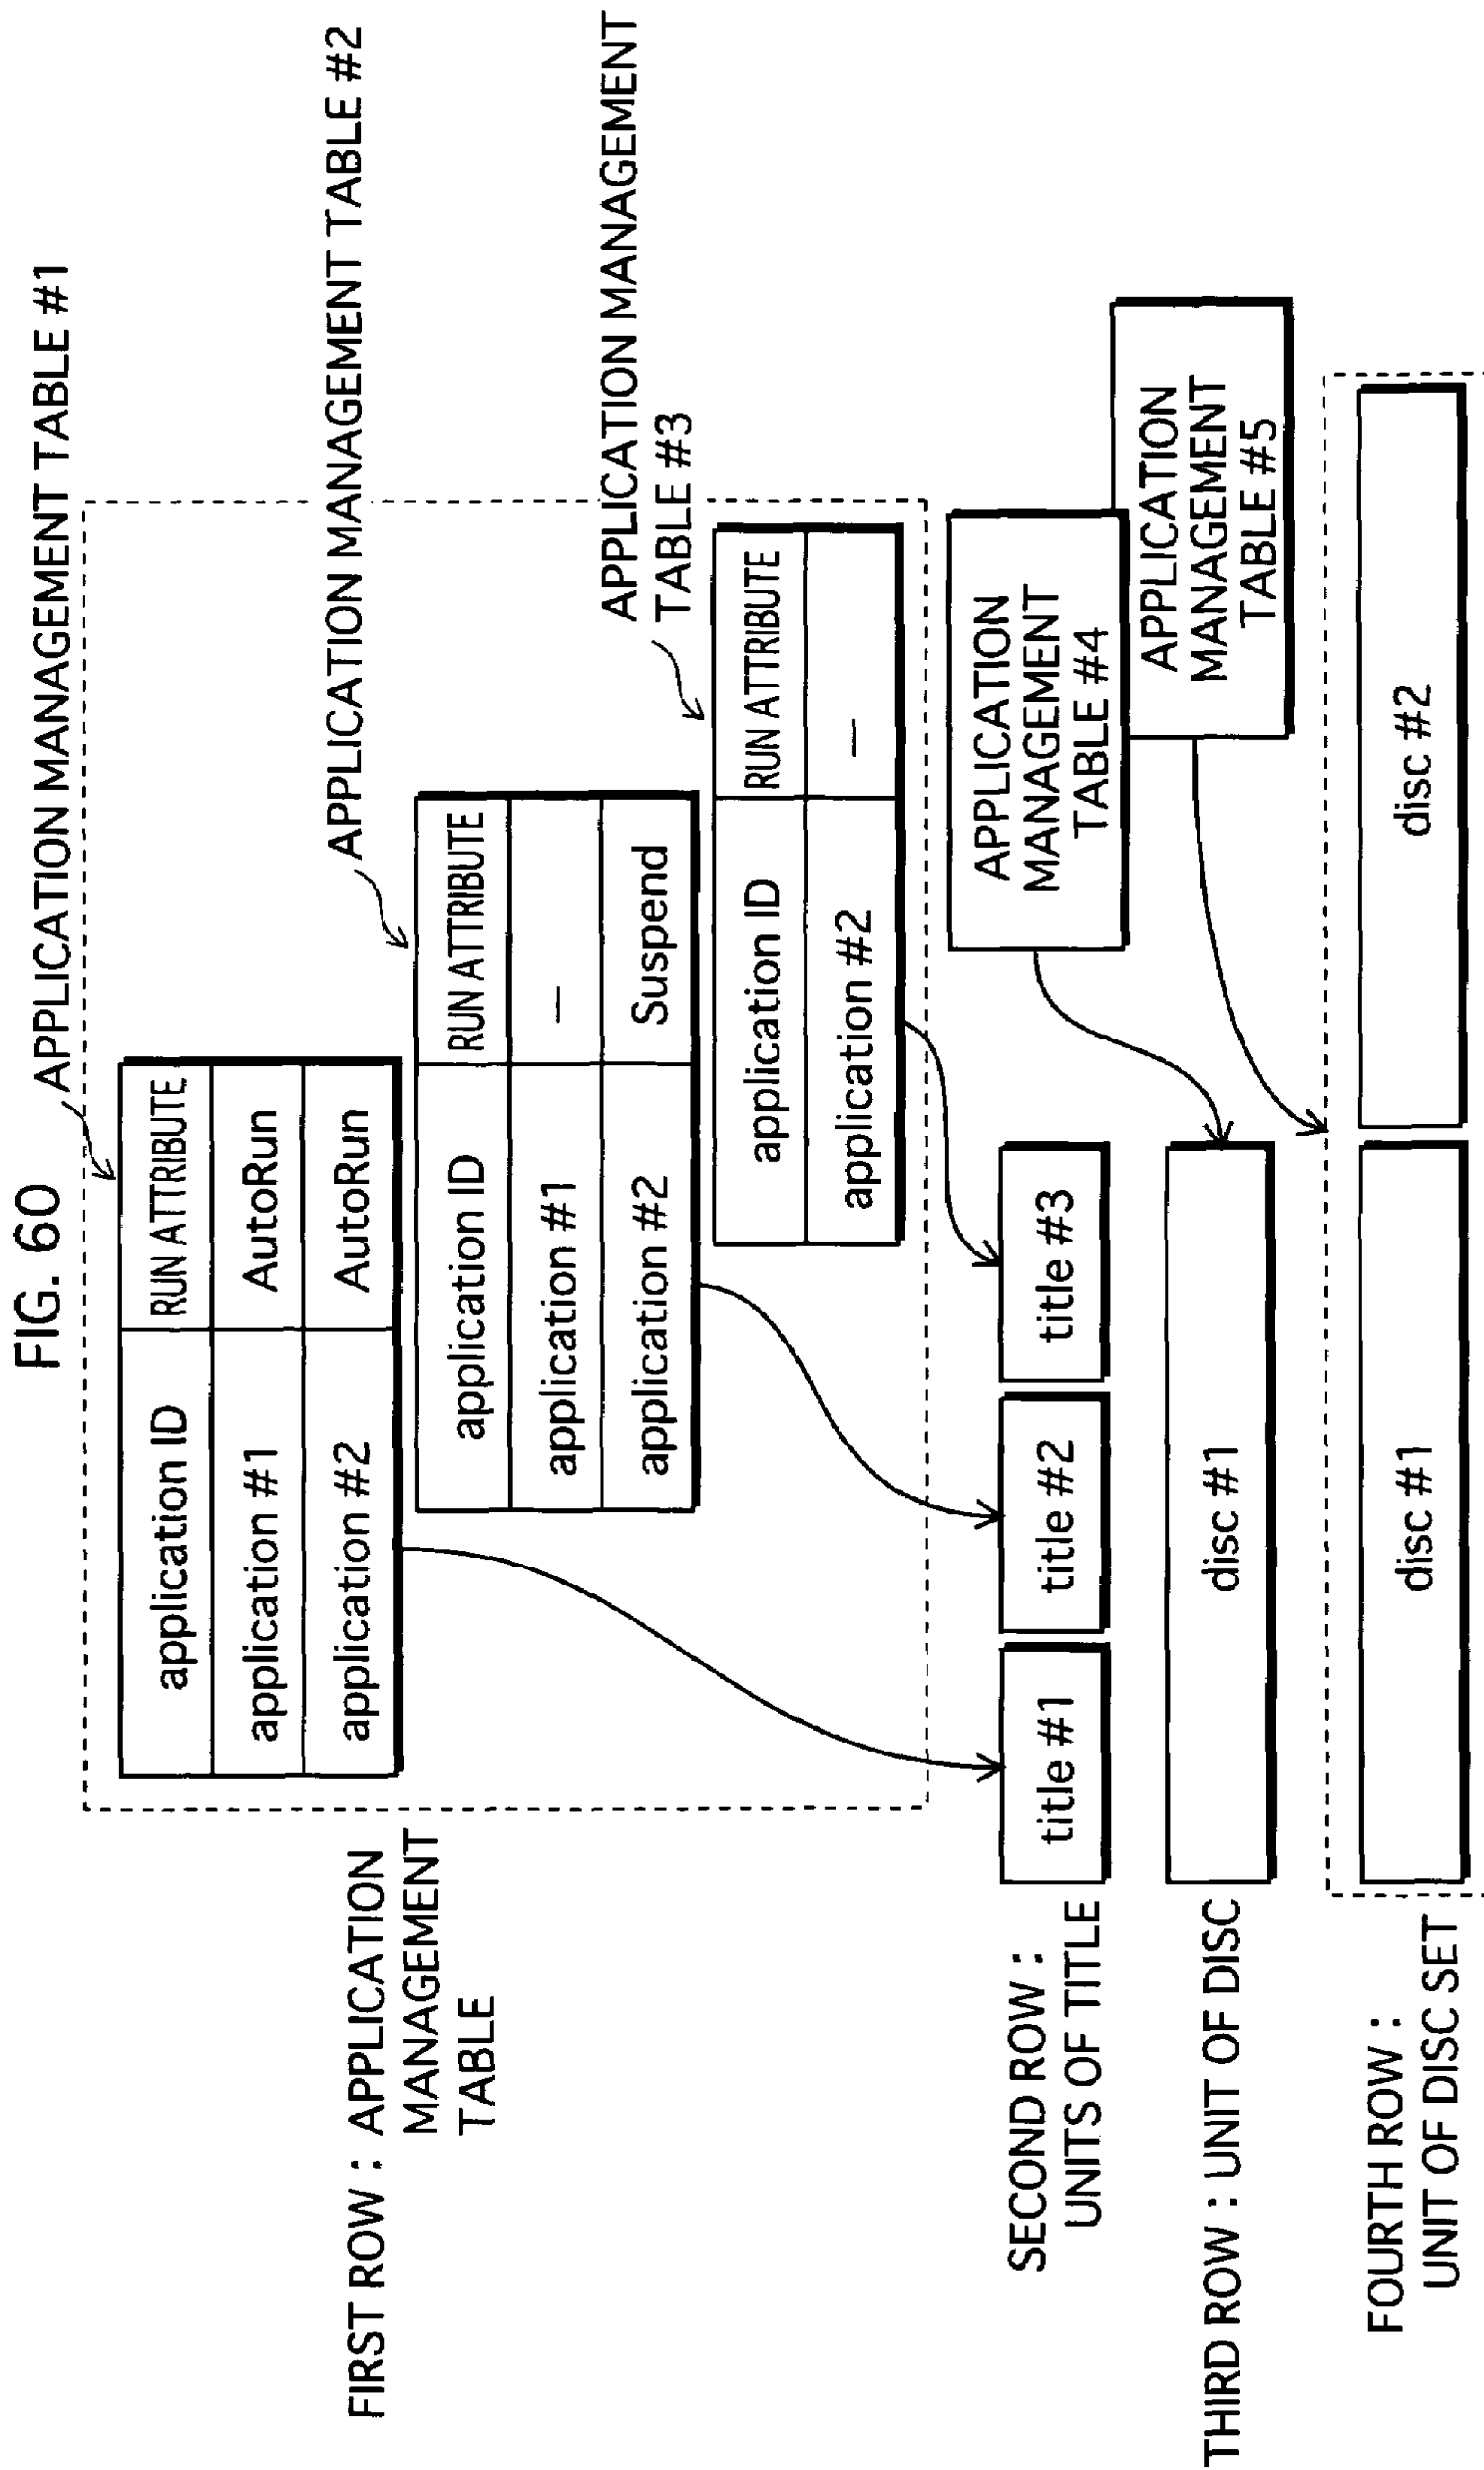 FIG. 60
APPLICATION MANAGEMENT TABLE #1
APPLICATION MANAGEMENT TABLE #2
APPLICATION MANAGEMENT
TABLE #3
FIRST ROW : APPLICATION
MANAGEMENT
TABLE
application ID RUN ATTRIBUTE
application #1 AutoRun
application #2 AutoRun
application ID RUN ATTRIBUTE
application #1 —
application #2 Suspend
application ID RUN ATTRIBUTE
application #2 —
APPLICATION
MANAGEMENT
TABLE #4
APPLICATION
MANAGEMENT
TABLE #5
SECOND ROW :
UNITS OF TITLE
title #1 title #2 title #3
THIRD ROW : UNIT OF DISC
disc #1
FOURTH ROW :
UNIT OF DISC SET
disc #1 disc #2